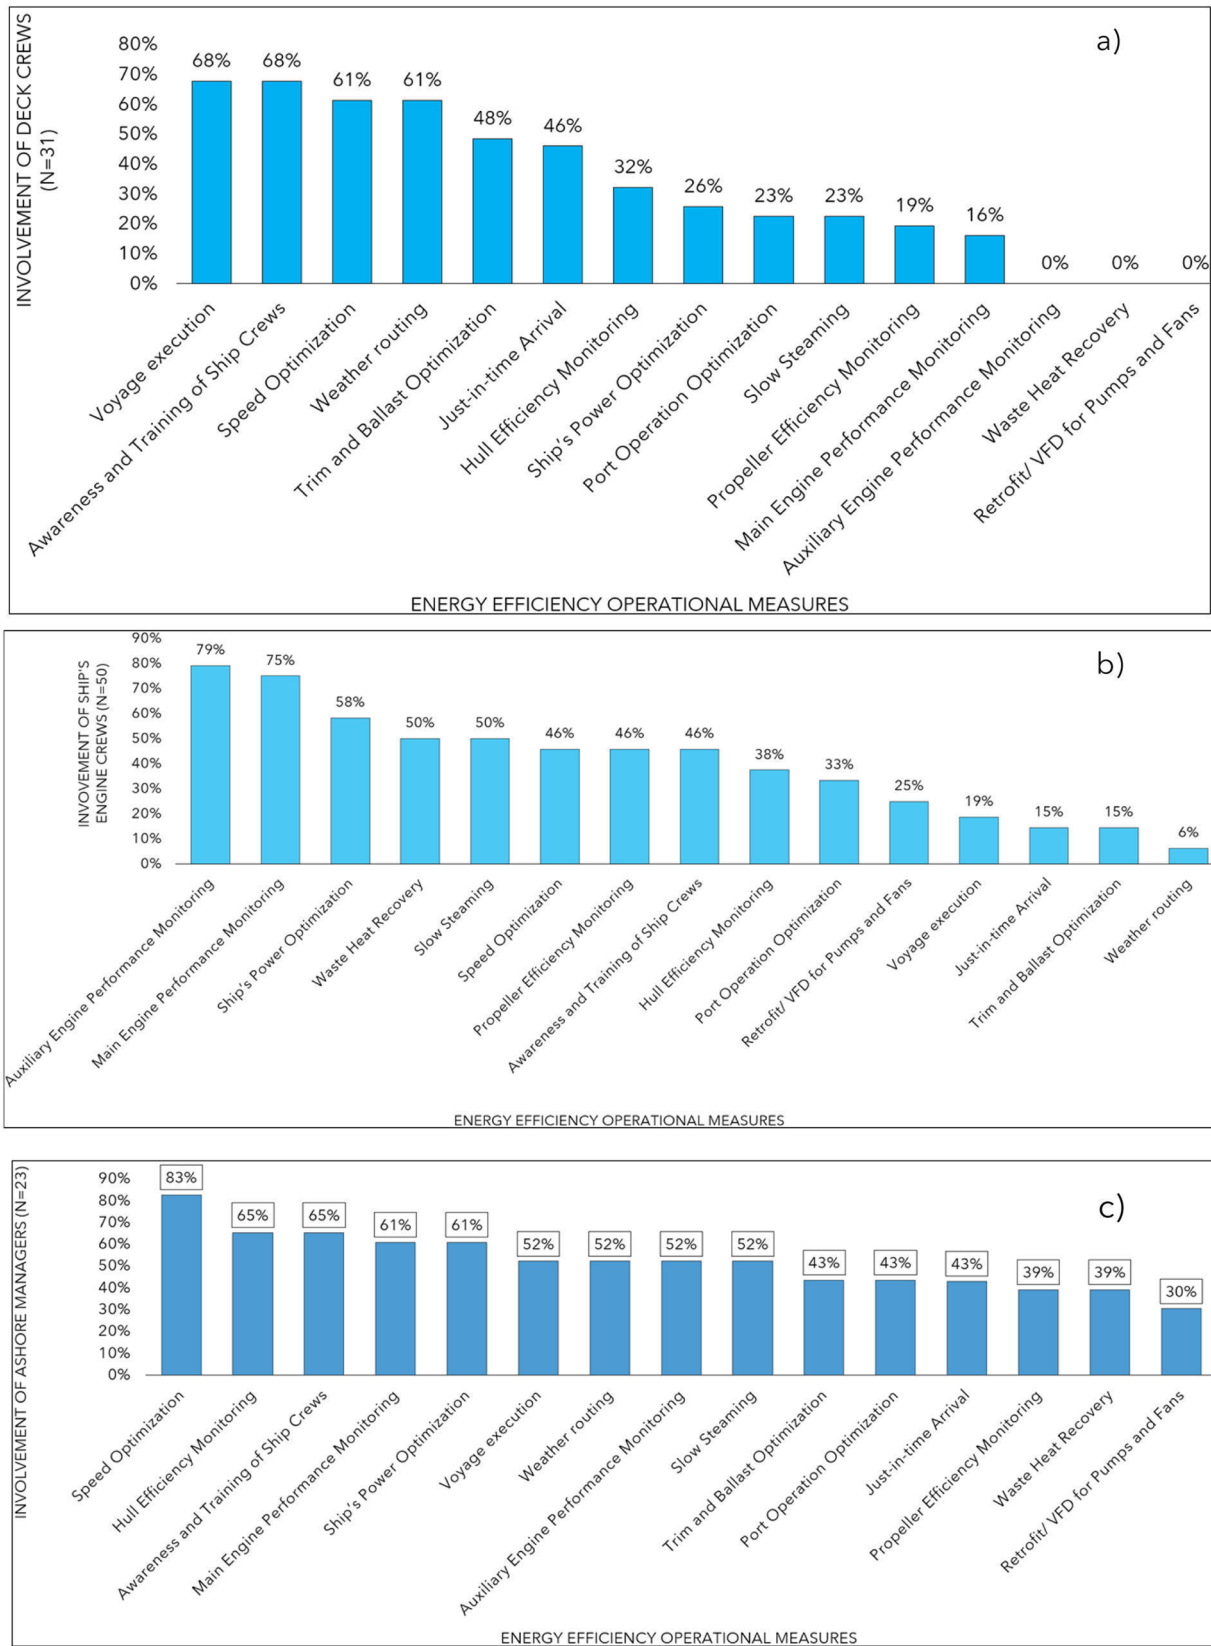 INVOLVEMENT OF DECK CREWS
(N=31)
a)
80%
70%
60%
50%
40%
30%
20%
10%
0%
68%
68%
61%
61%
48%
46%
32%
26%
23%
23%
19%
16%
0%
0%
0%
Voyage execution
Awareness and Training of Ship Crews
Speed Optimization
Weather routing
Trim and Ballast Optimization
Just-in-time Arrival
Hull Efficiency Monitoring
Ship's Power Optimization
Port Operation Optimization
Slow Steaming
Propeller Efficiency Monitoring
Main Engine Performance Monitoring
Auxiliary Engine Performance Monitoring
Waste Heat Recovery
Retrofit/ VFD for Pumps and Fans
ENERGY EFFICIENCY OPERATIONAL MEASURES
INVOVEMENT OF SHIP'S
ENGINE CREWS (N=50)
b)
90%
80%
70%
60%
50%
40%
30%
20%
10%
0%
79%
75%
58%
50%
50%
46%
46%
46%
38%
33%
25%
19%
15%
15%
6%
Auxiliary Engine Performance Monitoring
Main Engine Performance Monitoring
Ship's Power Optimization
Waste Heat Recovery
Slow Steaming
Speed Optimization
Propeller Efficiency Monitoring
Awareness and Training of Ship Crews
Hull Efficiency Monitoring
Port Operation Optimization
Retrofit/ VFD for Pumps and Fans
Voyage execution
Just-in-time Arrival
Trim and Ballast Optimization
Weather routing
ENERGY EFFICIENCY OPERATIONAL MEASURES
INVOLVEMENT OF ASHORE MANAGERS (N=23)
c)
90%
80%
70%
60%
50%
40%
30%
20%
10%
0%
83%
65%
65%
61%
61%
52%
52%
52%
52%
43%
43%
43%
39%
39%
30%
Speed Optimization
Hull Efficiency Monitoring
Awareness and Training of Ship Crews
Main Engine Performance Monitoring
Ship's Power Optimization
Voyage execution
Weather routing
Auxiliary Engine Performance Monitoring
Slow Steaming
Trim and Ballast Optimization
Port Operation Optimization
Just-in-time Arrival
Propeller Efficiency Monitoring
Waste Heat Recovery
Retrofit/ VFD for Pumps and Fans
ENERGY EFFICIENCY OPERATIONAL MEASURES